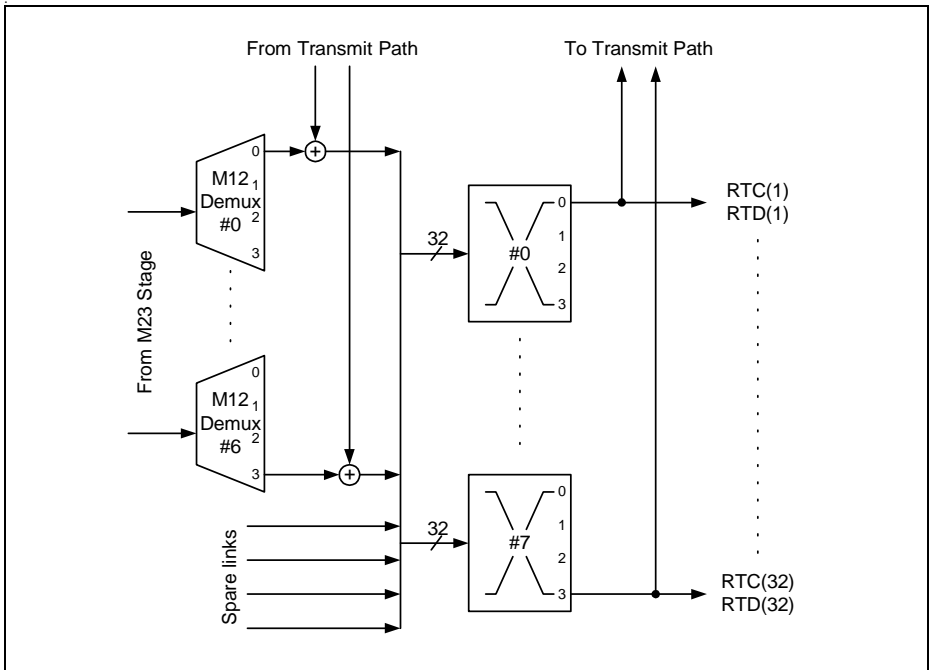 From Transmit Path
To Transmit Path
0
M12
1
Demux
2
#0
3
From M23 Stage
32
0
1
#0
2
3
RTC(1)
RTD(1)
0
M12
1
Demux
2
#6
3
Spare links
32
0
1
#7
2
3
RTC(32)
RTD(32)